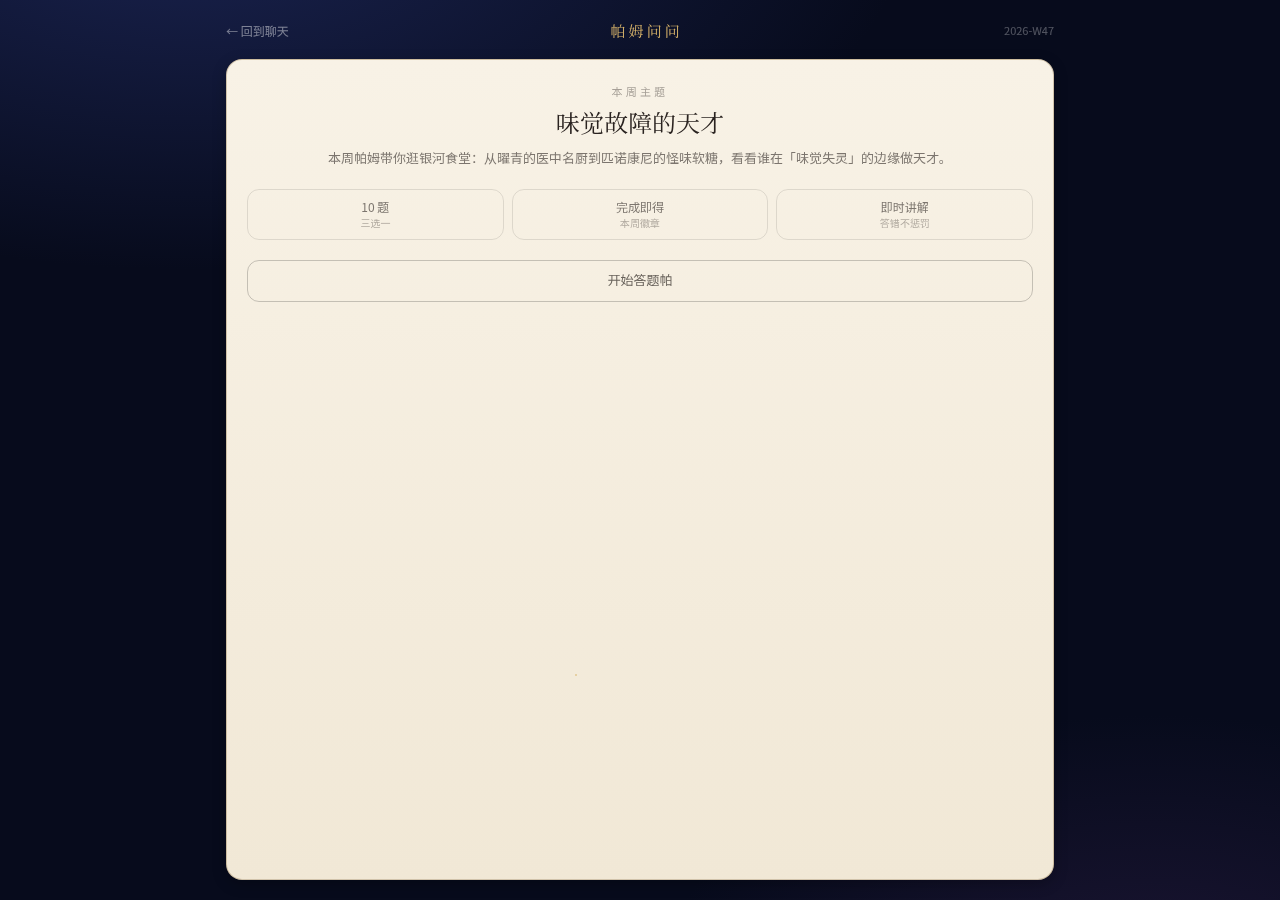 ← 回到聊天
帕姆问问
2026-W47
本周主题
味觉故障的天才
本周帕姆带你逛银河食堂：从曜青的医中名厨到匹诺康尼的怪味软糖，看看谁在「味觉失灵」的边缘做天才。
10 题
三选一
完成即得
本周徽章
即时讲解
答错不惩罚
开始答题帕